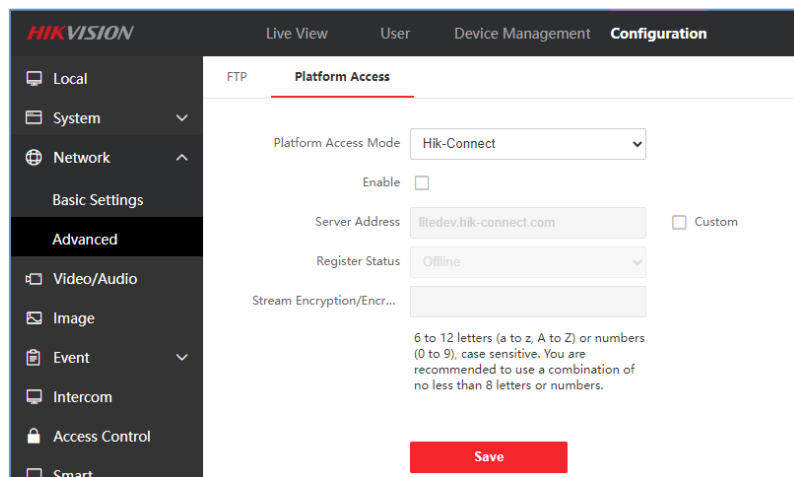 HIKVISION
Live View User Device Management Configuration
Local
System
Network
Basic Settings
Advanced
Video/Audio
Image
Event
Intercom
Access Control
Smart
FTP Platform Access
Platform Access Mode Hik-Connect
Enable
Server Address litedev.hik-connect.com Custom
Register Status Offline
Stream Encryption/Encr...
6 to 12 letters (a to z, A to Z) or numbers
(0 to 9), case sensitive. You are
recommended to use a combination of
no less than 8 letters or numbers.
Save